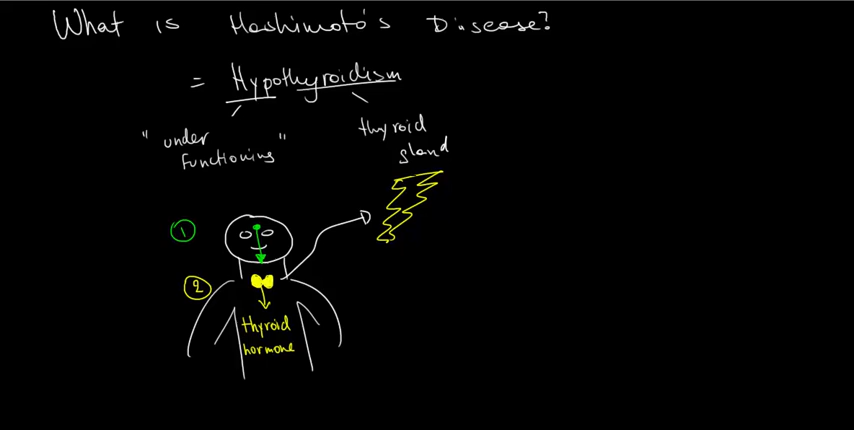 What is Hashimoto's Disease?
= Hypothyroidism
" under
Functioning "
thyroid
gland
1
2
thyroid
hormone